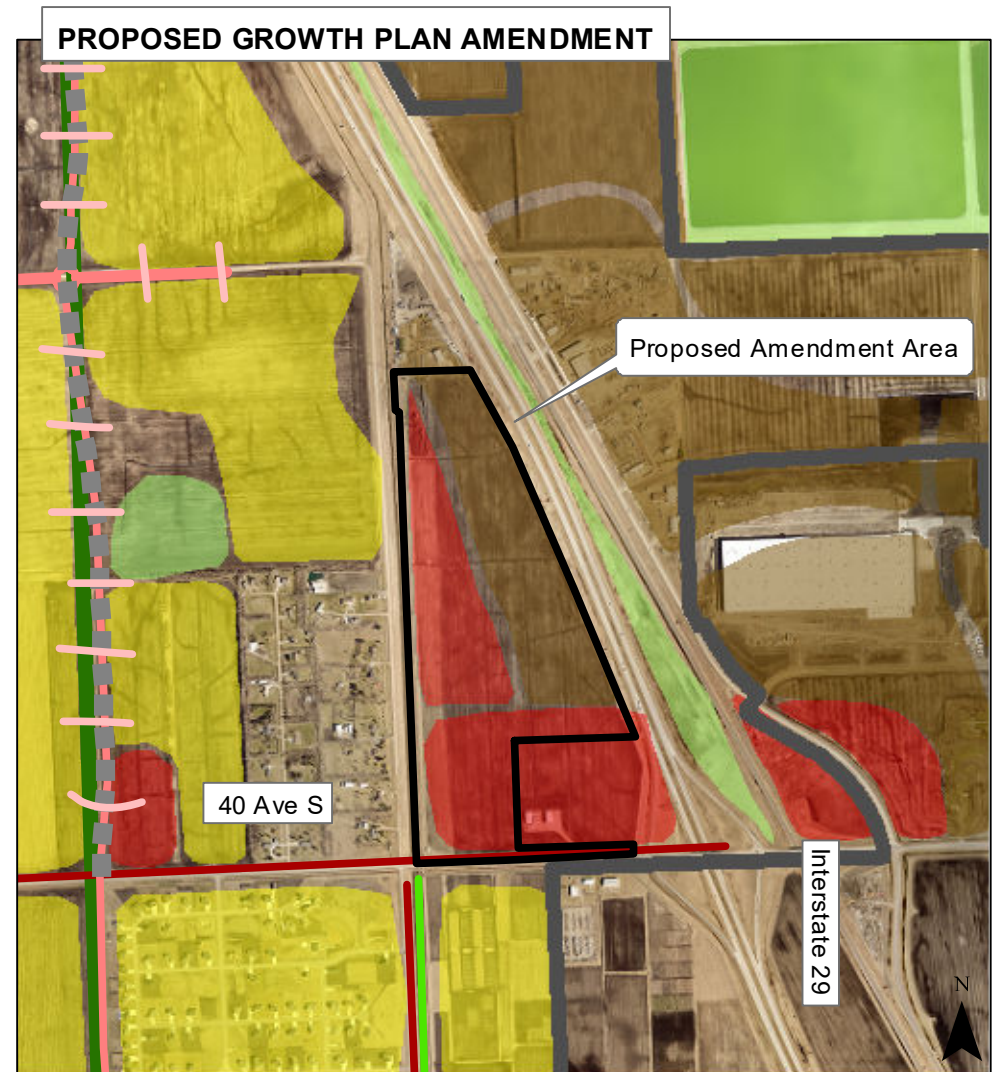 PROPOSED GROWTH PLAN AMENDMENT
Proposed Amendment Area
40 Ave S
Interstate 29
N